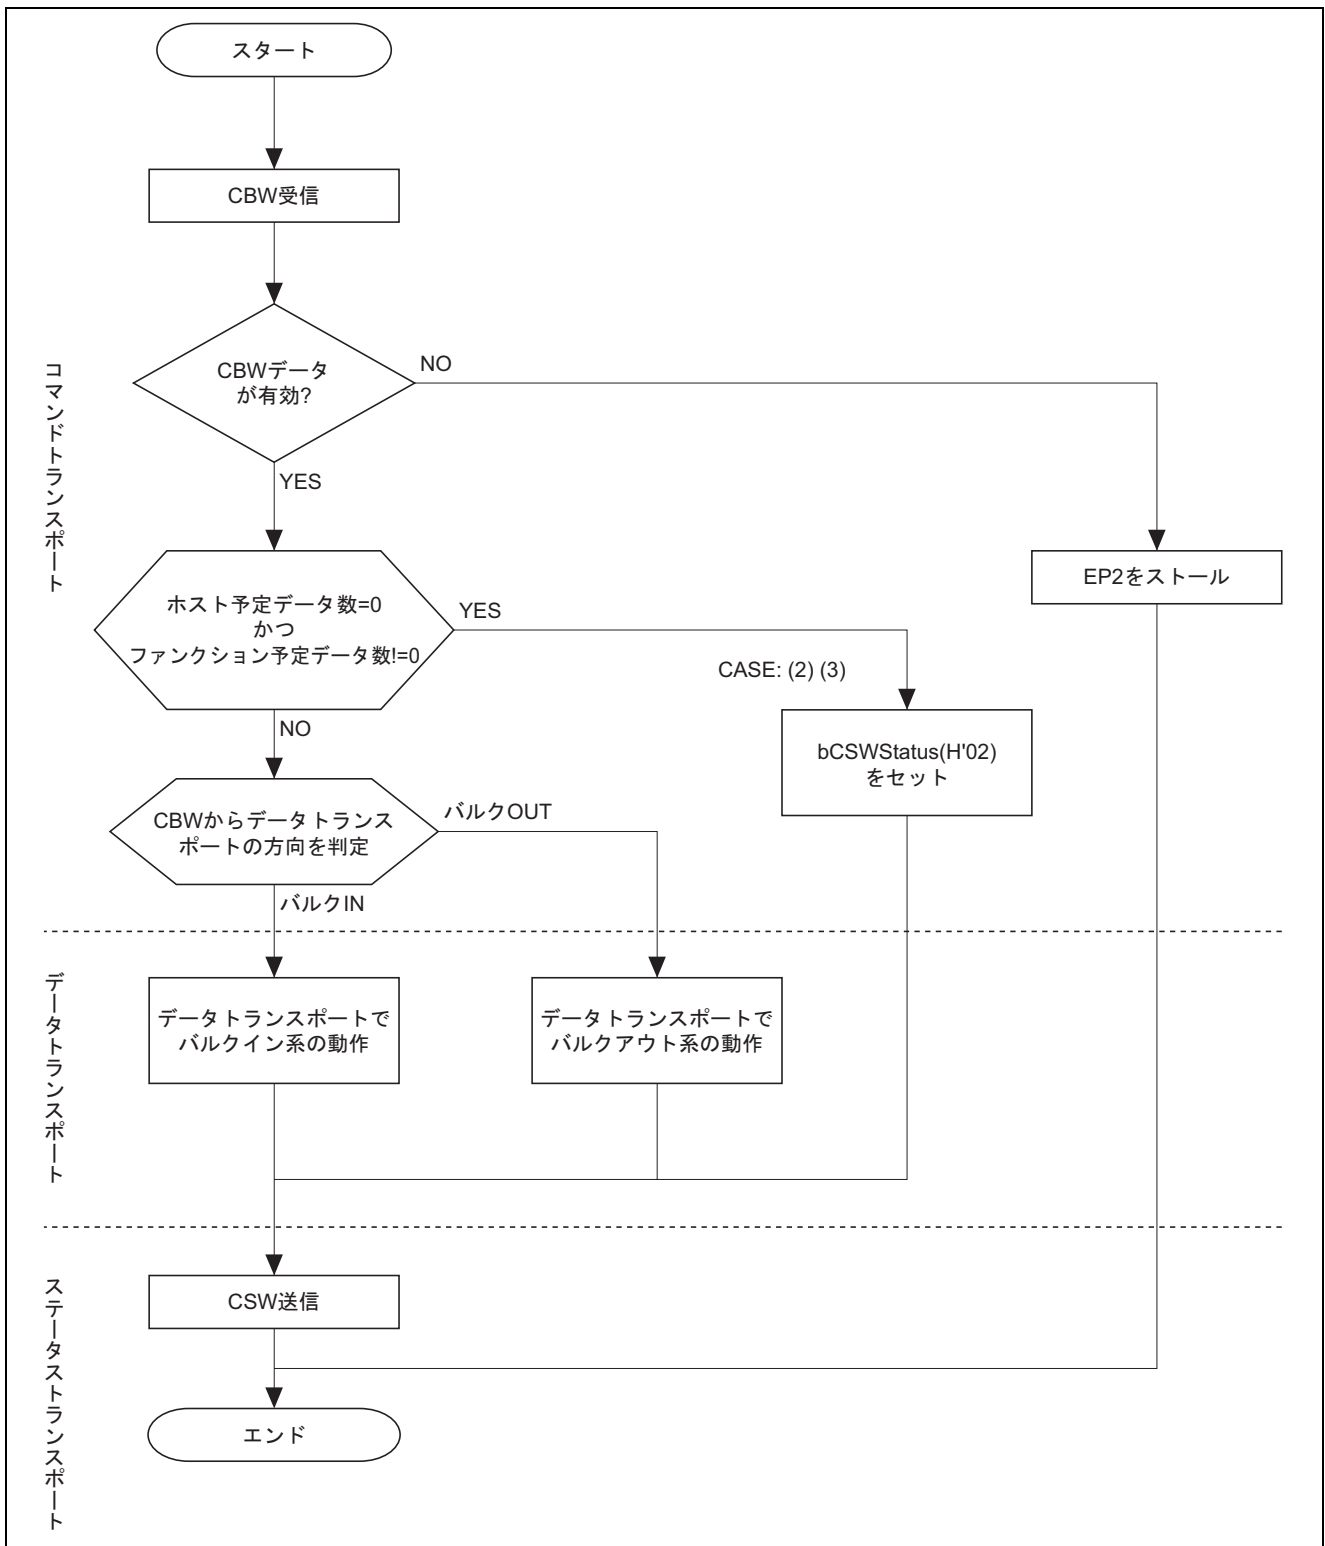 スタート
CBW受信
CBWデータ
が有効?
NO
YES
コマンドトランスポート
EP2をストール
ホスト予定データ数=0
かつ
ファンクション予定データ数!=0
YES
CASE: (2) (3)
NO
bCSWStatus(H'02)
をセット
CBWからデータトランス
ポートの方向を判定
バルクOUT
バルクIN
データトランスポート
データトランスポートで
バルクイン系の動作
データトランスポートで
バルクアウト系の動作
ステータストランスポート
CSW送信
エンド